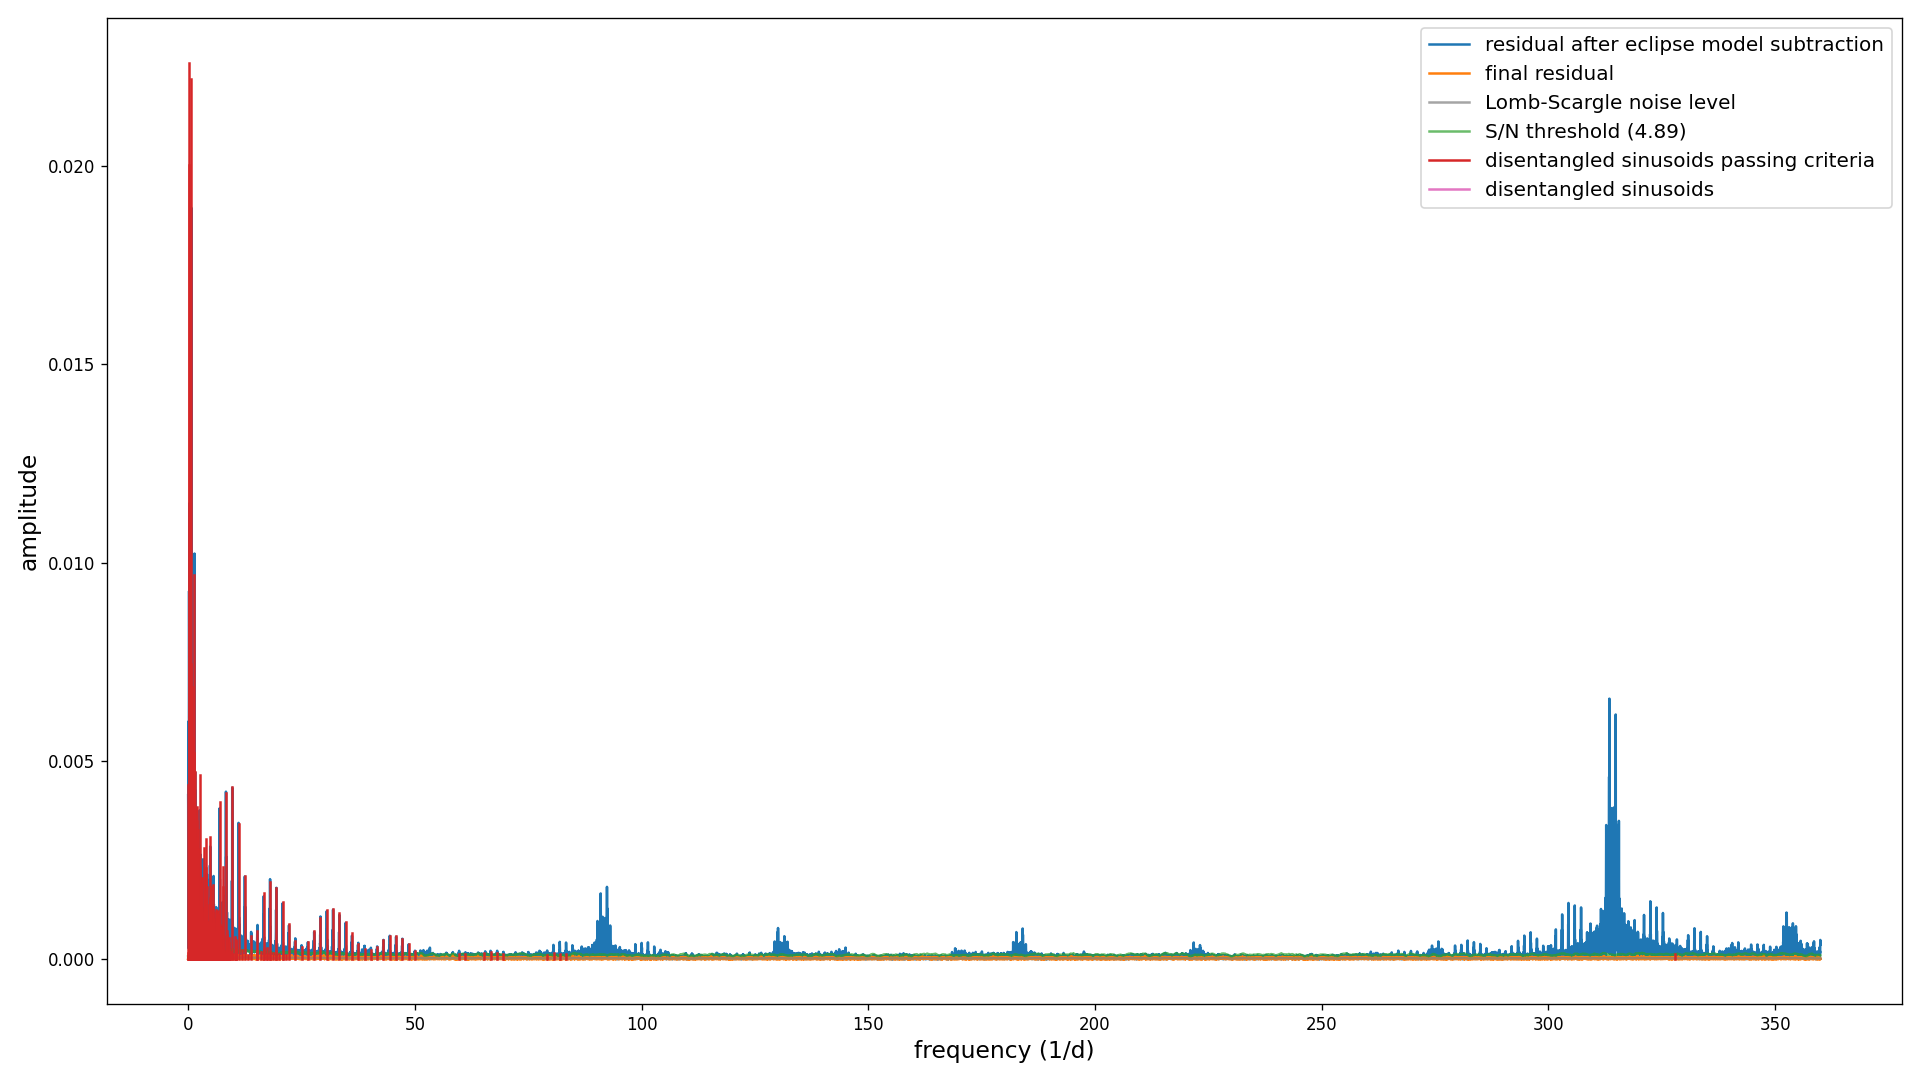 residual after eclipse model subtraction
final residual
Lomb-Scargle noise level
S/N threshold (4.89)
disentangled sinusoids passing criteria
disentangled sinusoids
amplitude
0.020
0.015
0.010
0.005
0.000
0 50 100 150 200 250 300 350
frequency (1/d)